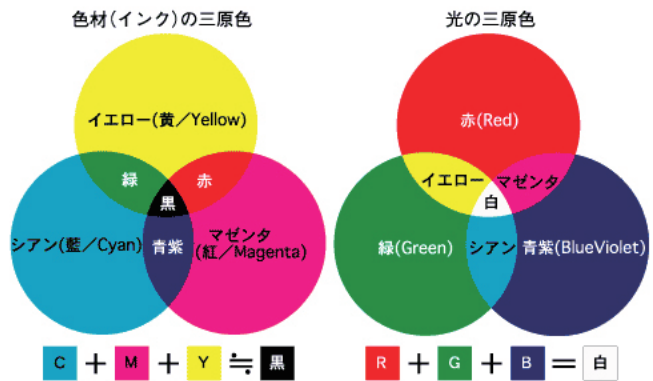 色材(インク)の三原色
イエロー(黄／Yellow)
緑
赤
黒
シアン(藍／Cyan)
青紫
マゼンタ
(紅／Magenta)
C + M + Y ≒ 黒
光の三原色
赤(Red)
イエロー
マゼンタ
白
緑(Green)
シアン
青紫(BlueViolet)
R + G + B = 白